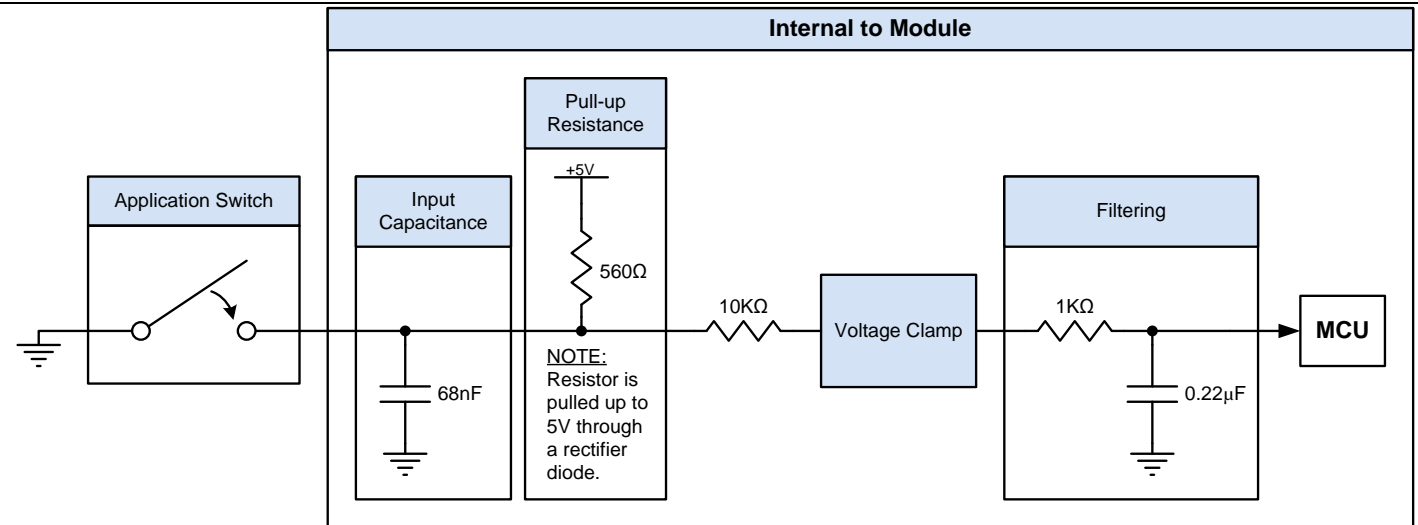 Internal to Module
Pull-up
Resistance
+5V
560Ω
NOTE:
Resistor is
pulled up to
5V through
a rectifier
diode.
Application Switch
Input
Capacitance
68nF
10KΩ
Voltage Clamp
Filtering
1KΩ
0.22µF
MCU